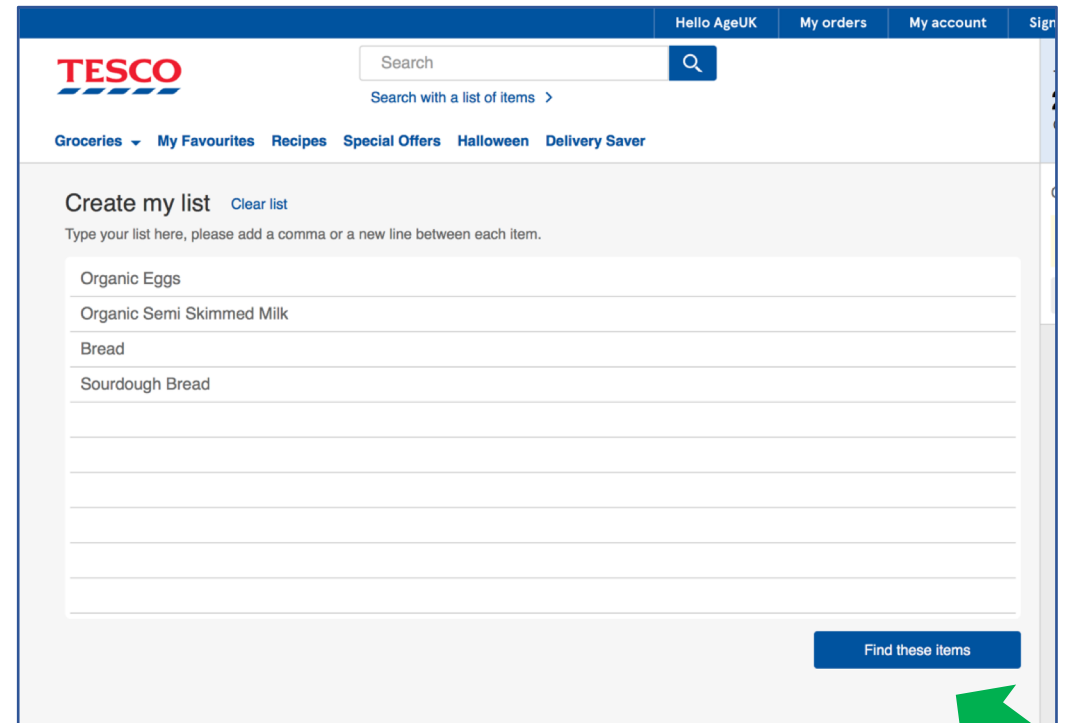 Hello AgeUK My orders My account Sign
TESCO
Search
Search with a list of items >
Groceries My Favourites Recipes Special Offers Halloween Delivery Saver
Create my list Clear list
Type your list here, please add a comma or a new line between each item.
Organic Eggs
Organic Semi Skimmed Milk
Bread
Sourdough Bread
Find these items